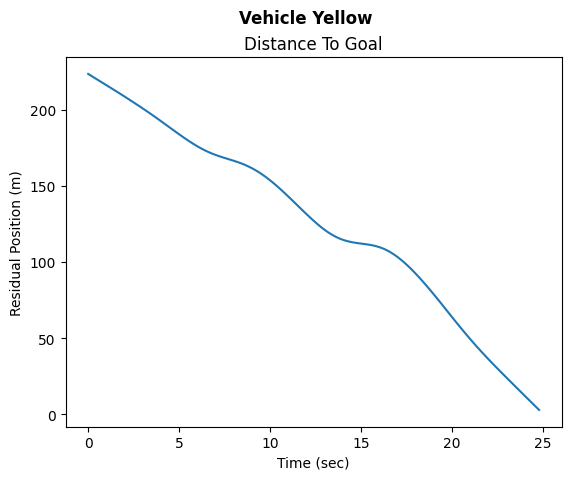 Vehicle Yellow
Distance To Goal
Residual Position (m)
200
150
100
50
0
0 5 10 15 20 25
Time (sec)